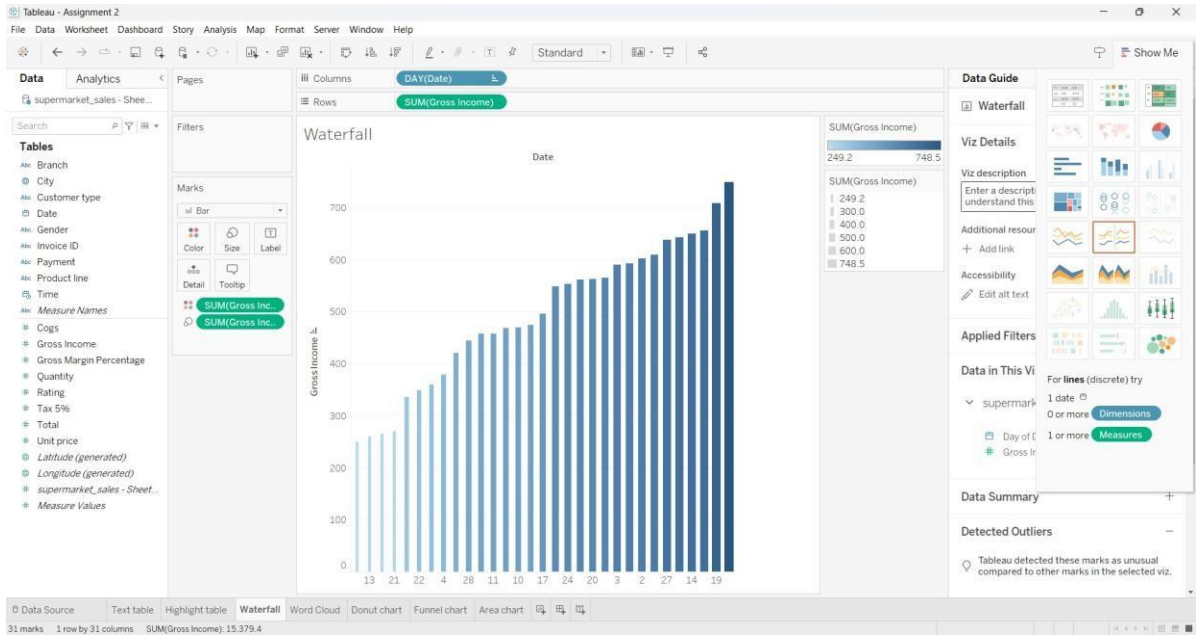 Tableau - Assignment 2
File Data Worksheet Dashboard Story Analysis Map Format Server Window Help
Standard
Show Me
Data Analytics
supermarket_sales - Shee...
Search
Tables
Abc Branch
City
Abc Customer type
Date
Abc Gender
Abc Invoice ID
Abc Payment
Abc Product line
Time
Abc Measure Names
# Cogs
# Gross Income
# Gross Margin Percentage
# Quantity
# Rating
# Tax 5%
# Total
# Unit price
Latitude (generated)
Longitude (generated)
# supermarket_sales - Sheet...
# Measure Values
Pages
Filters
Marks
Bar
Color Size Label
Detail Tooltip
SUM(Gross Inc..
SUM(Gross Inc..
Columns DAY(Date)
Rows SUM(Gross Income)
Waterfall
Date
Gross Income
700
600
500
400
300
200
100
0
13 21 22 4 28 11 10 17 24 20 3 2 27 14 19
SUM(Gross Income)
249.2 748.5
SUM(Gross Income)
249.2
300.0
400.0
500.0
600.0
748.5
Data Guide
Waterfall
Viz Details
Viz description
Enter a descripti
understand this
Additional resour
+ Add link
Accessibility
Edit alt text
Applied Filters
Data in This Vi
supermark
Day of D
# Gross In
Data Summary +
Detected Outliers −
Tableau detected these marks as unusual
compared to other marks in the selected viz.
For lines (discrete) try
1 date
0 or more Dimensions
1 or more Measures
Data Source Text table Highlight table Waterfall Word Cloud Donut chart Funnel chart Area chart
31 marks 1 row by 31 columns SUM(Gross Income): 15,379.4